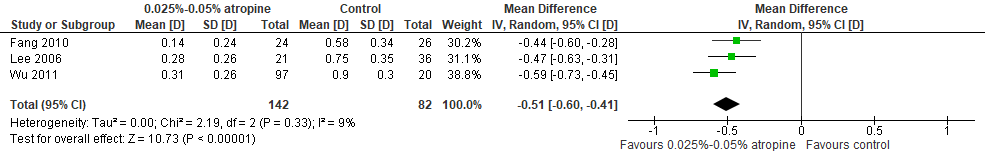 0.025%-0.05% atropine Control Mean Difference Mean Difference
Study or Subgroup Mean [D] SD [D] Total Mean [D] SD [D] Total Weight IV, Random, 95% CI [D] IV, Random, 95% CI [D]
Fang 2010 0.14 0.24 24 0.58 0.34 26 30.2% -0.44 [-0.60, -0.28]
Lee 2006 0.28 0.26 21 0.75 0.35 36 31.1% -0.47 [-0.63, -0.31]
Wu 2011 0.31 0.26 97 0.9 0.3 20 38.8% -0.59 [-0.73, -0.45]
Total (95% CI) 142 82 100.0% -0.51 [-0.60, -0.41]
Heterogeneity: Tau² = 0.00; Chi² = 2.19, df = 2 (P = 0.33); I² = 9%
Test for overall effect: Z = 10.73 (P < 0.00001)
-1 -0.5 0 0.5 1
Favours 0.025%-0.05% atropine Favours control